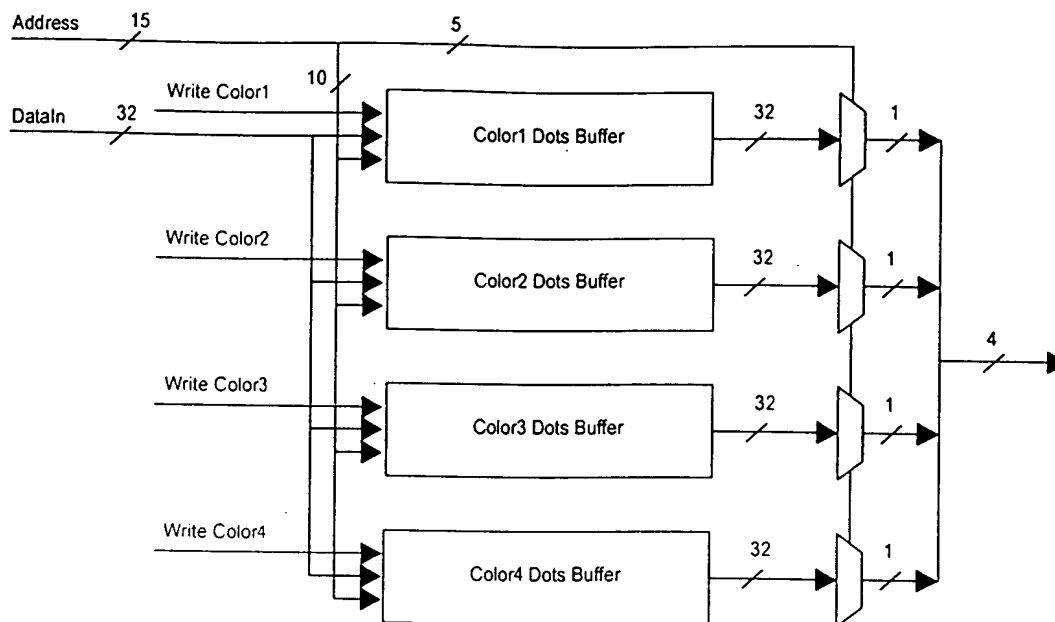 Address
15
5
10
Write Color1
DataIn
32
Color1 Dots Buffer
32
1
Write Color2
Color2 Dots Buffer
32
1
4
Write Color3
Color3 Dots Buffer
32
1
Write Color4
Color4 Dots Buffer
32
1